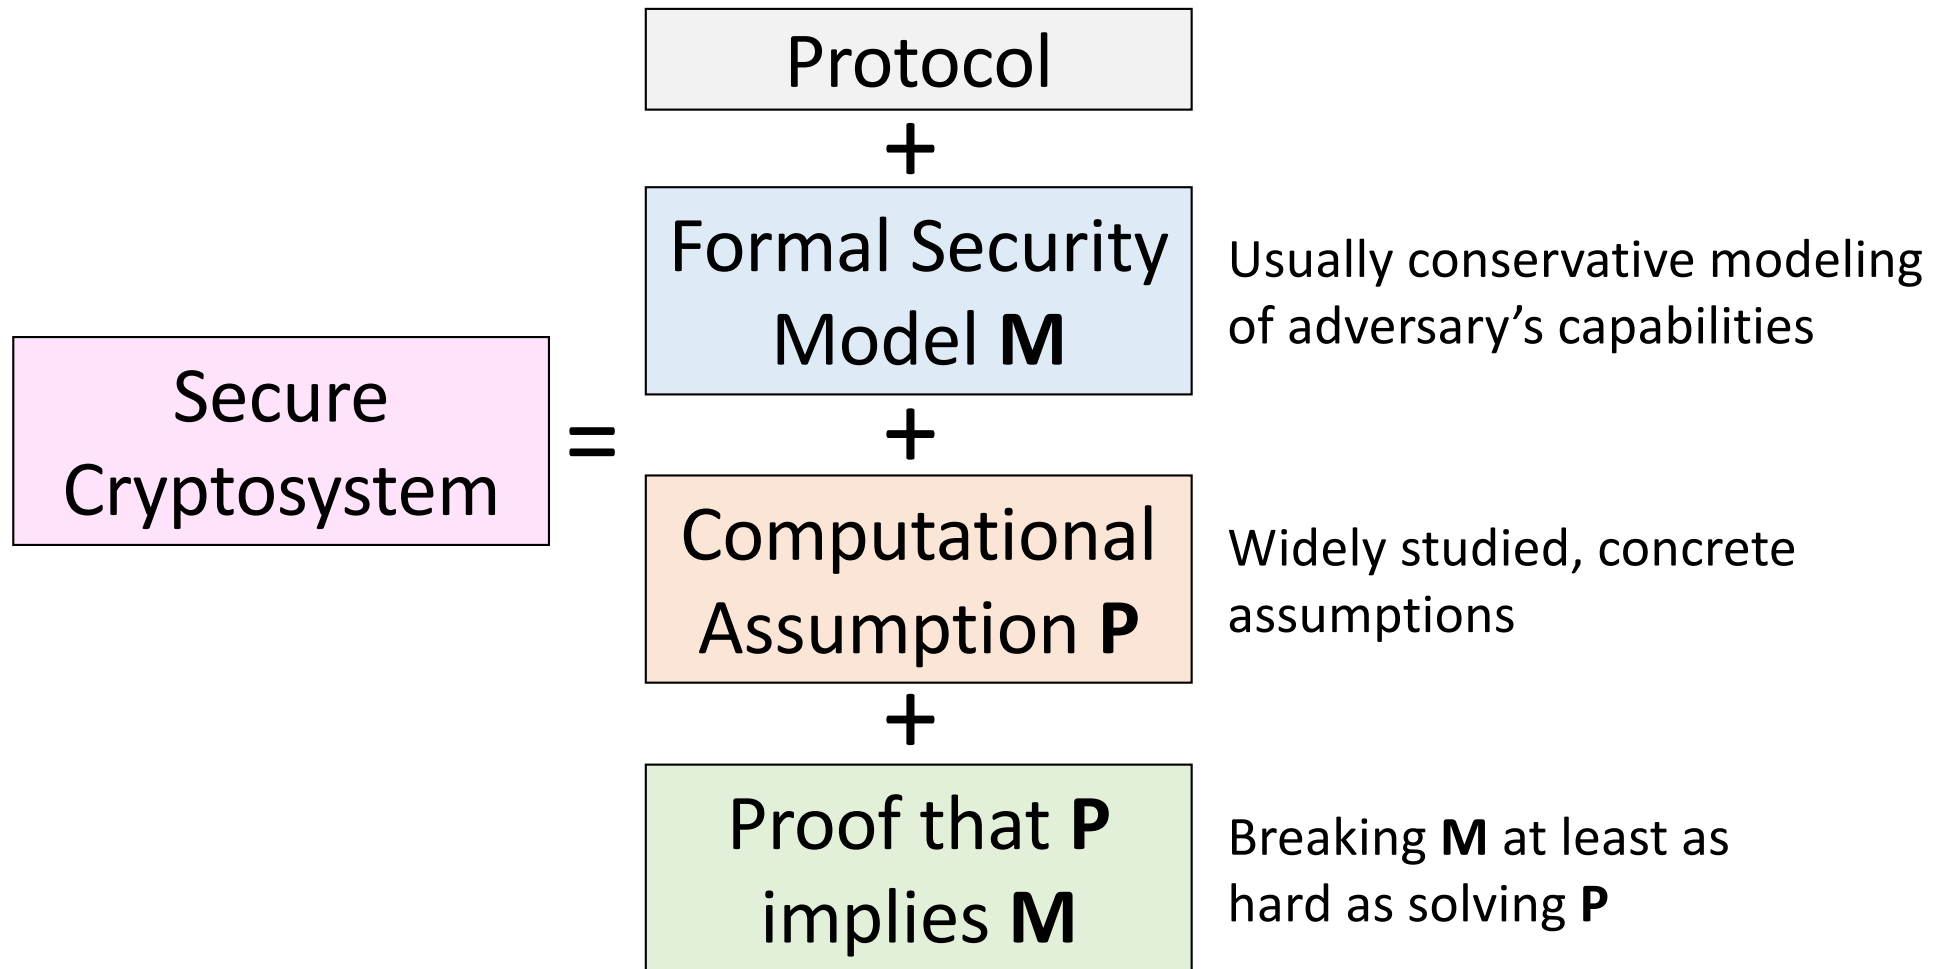 Protocol
+
Formal Security
Model M
Usually conservative modeling
of adversary’s capabilities
Secure
Cryptosystem
=
+
Computational
Assumption P
Widely studied, concrete
assumptions
+
Proof that P
implies M
Breaking M at least as
hard as solving P